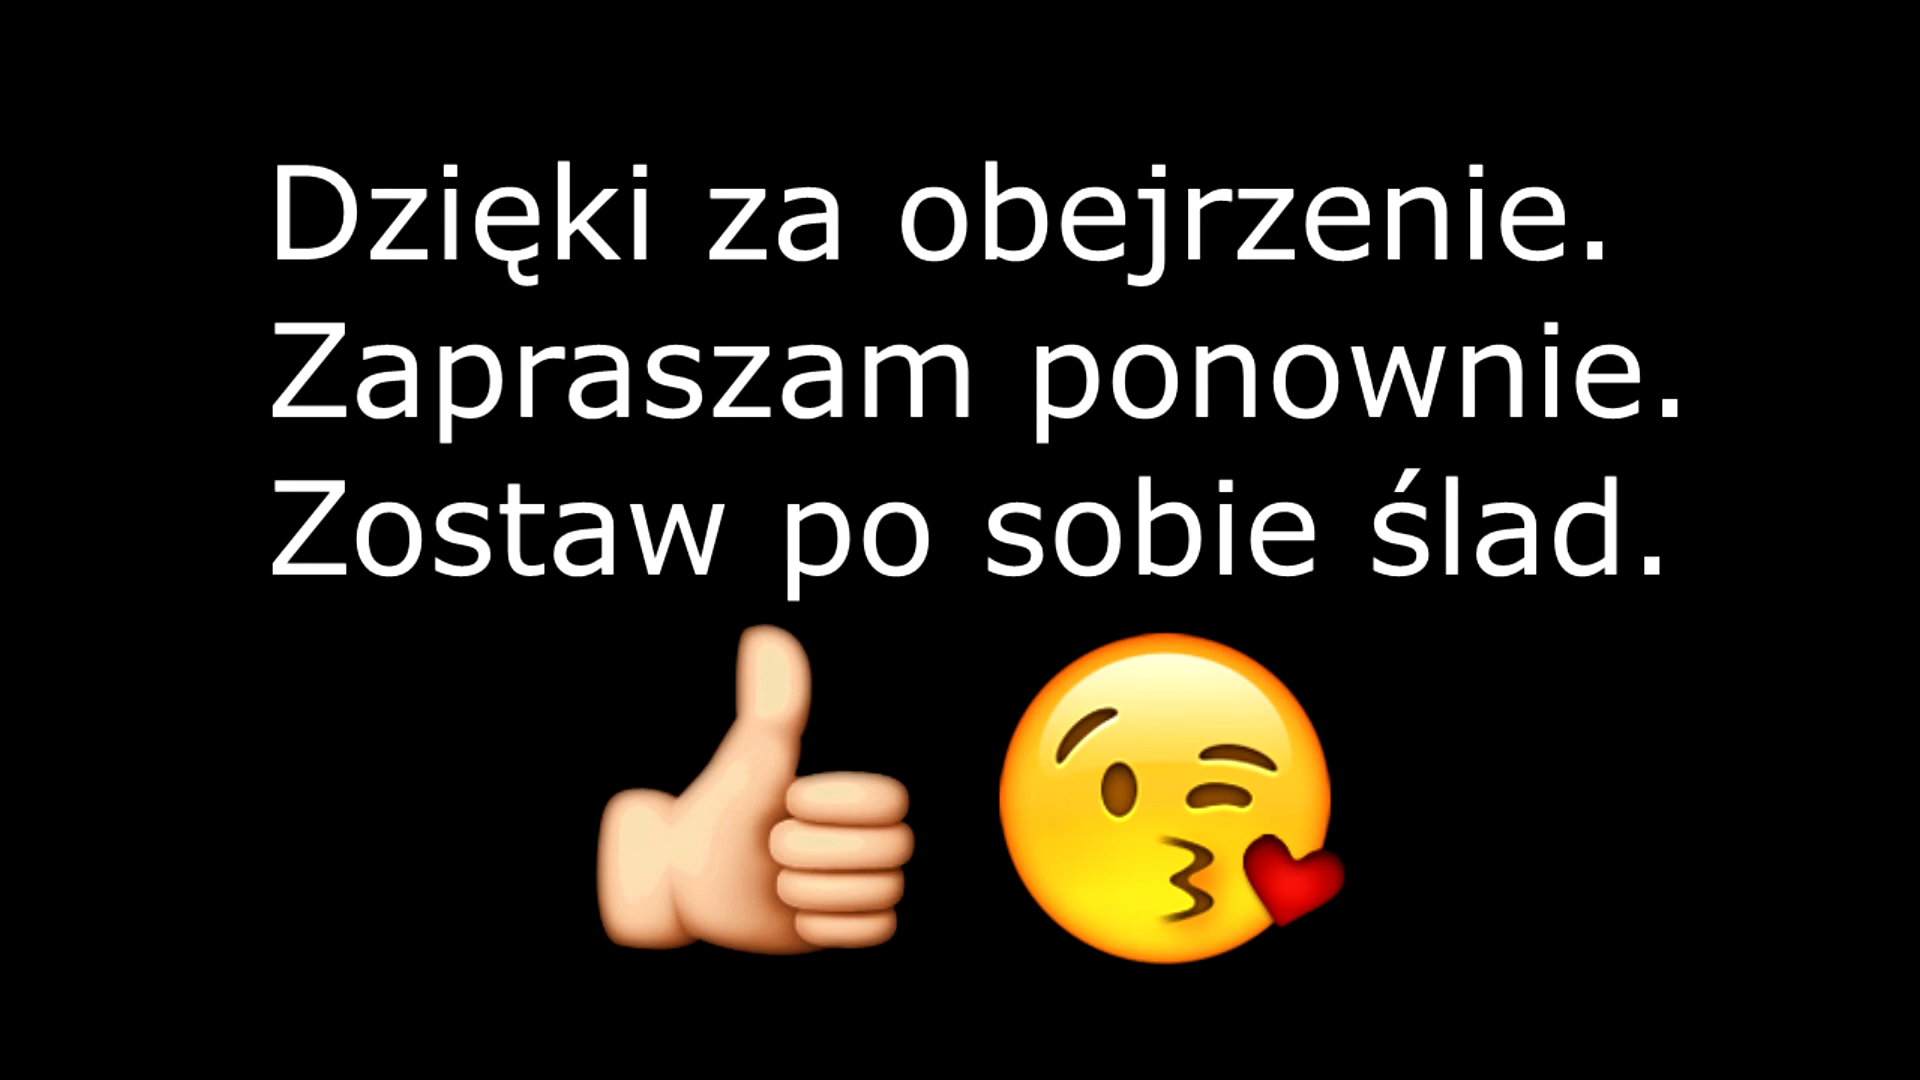 Dzięki za obejrzenie.
Zapraszam ponownie.
Zostaw po sobie ślad.